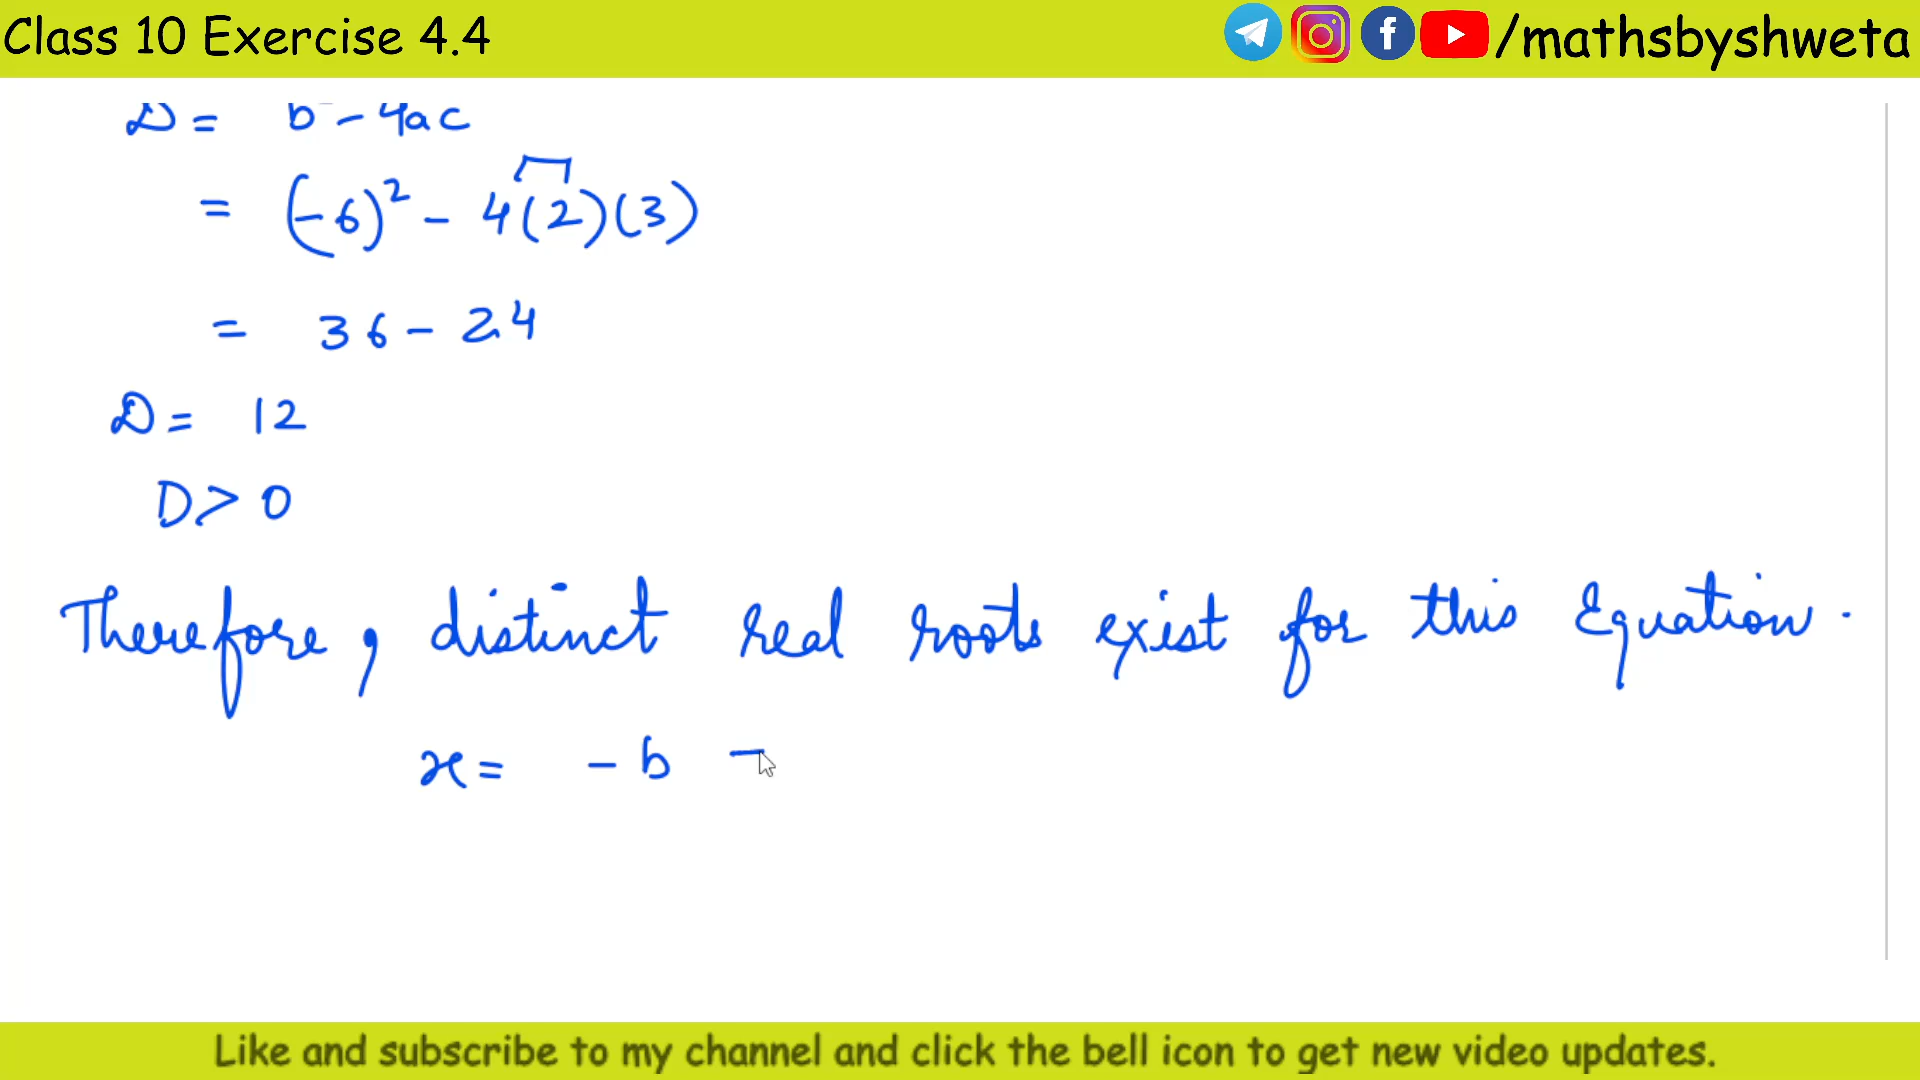 Class 10 Exercise 4.4
/mathsbyshweta
D = b - 4ac
= (-6)² - 4(2)(3)
= 36 - 24
D = 12
D > 0
Therefore, distinct real roots exist for this Equation.
x = - b
Like and subscribe to my channel and click the bell icon to get new video updates.